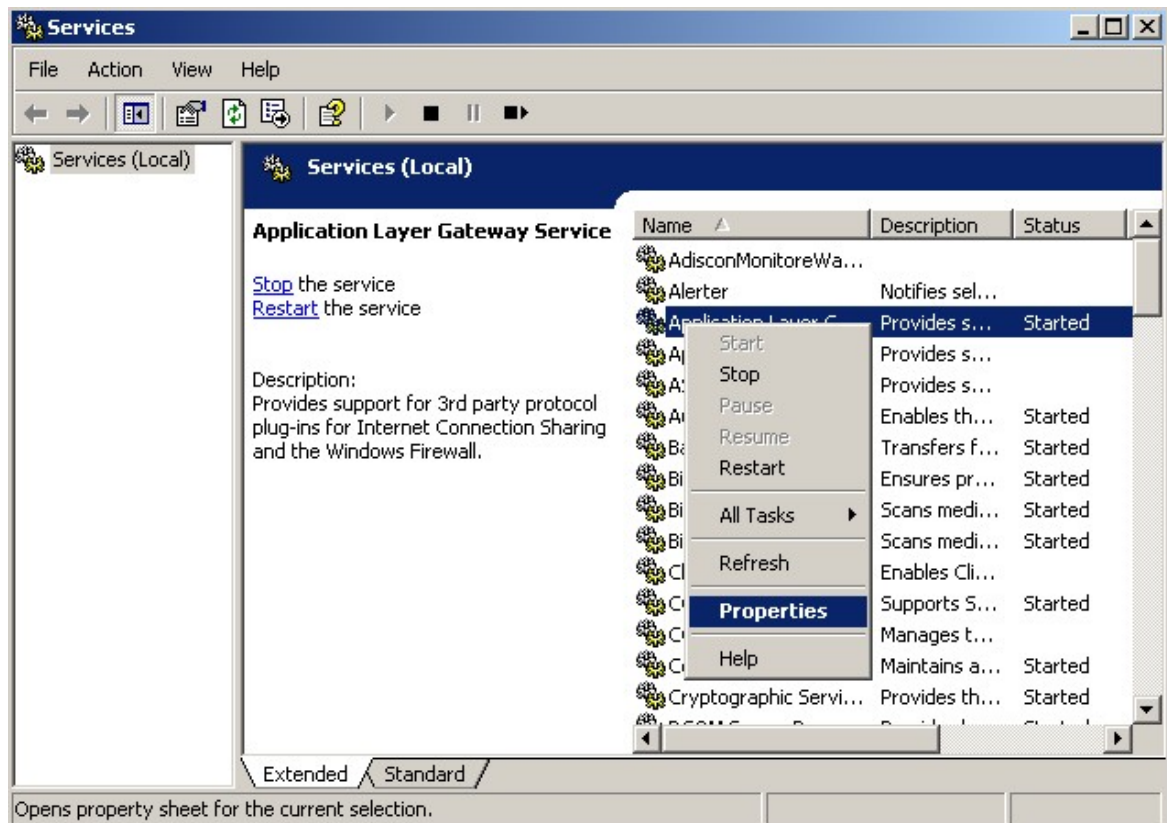 Services
File Action View Help
Services (Local)
Services (Local)
Application Layer Gateway Service
Stop the service
Restart the service
Description:
Provides support for 3rd party protocol
plug-ins for Internet Connection Sharing
and the Windows Firewall.
Name Description Status
AdisconMonitoreWa...
Alerter Notifies sel...
Application Layer G... Provides s... Started
Provides s...
Provides s...
Enables th... Started
Transfers f... Started
Ensures pr... Started
Scans medi... Started
Scans medi... Started
Enables Cli...
Supports S... Started
Manages t...
Maintains a... Started
Cryptographic Servi... Provides th... Started
Start
Stop
Pause
Resume
Restart
All Tasks
Refresh
Properties
Help
Extended Standard
Opens property sheet for the current selection.